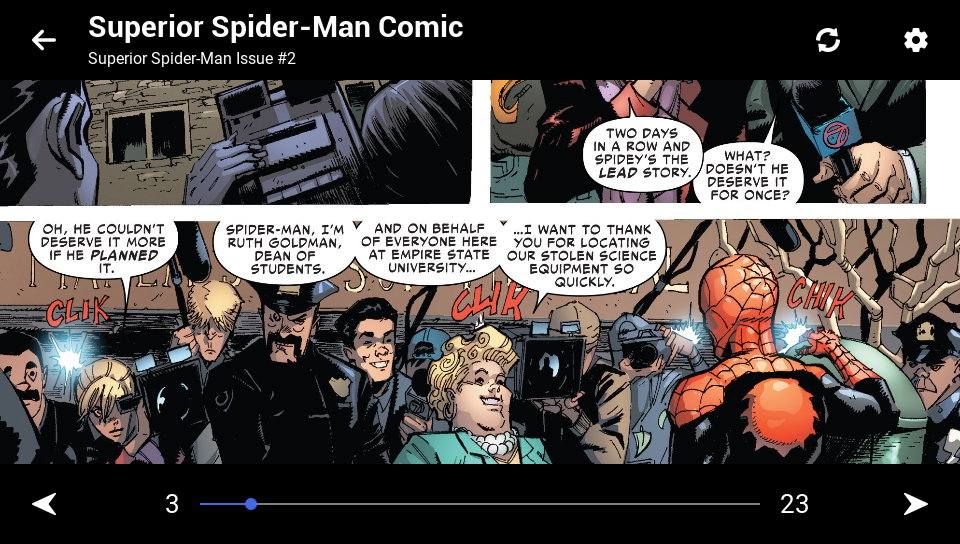 Superior Spider-Man Comic
Superior Spider-Man Issue #2
TWO DAYS
IN A ROW AND
SPIDEY'S THE
LEAD STORY.
WHAT?
DOESN'T HE
DESERVE IT
FOR ONCE?
OH, HE COULDN'T
DESERVE IT MORE
IF HE PLANNED
IT.
SPIDER-MAN, I'M
RUTH GOLDMAN,
DEAN OF
STUDENTS.
AND ON BEHALF
OF EVERYONE HERE
AT EMPIRE STATE
UNIVERSITY...
...I WANT TO THANK
YOU FOR LOCATING
OUR STOLEN SCIENCE
EQUIPMENT SO
QUICKLY.
CLIK
CLIK
CHIK
3
23